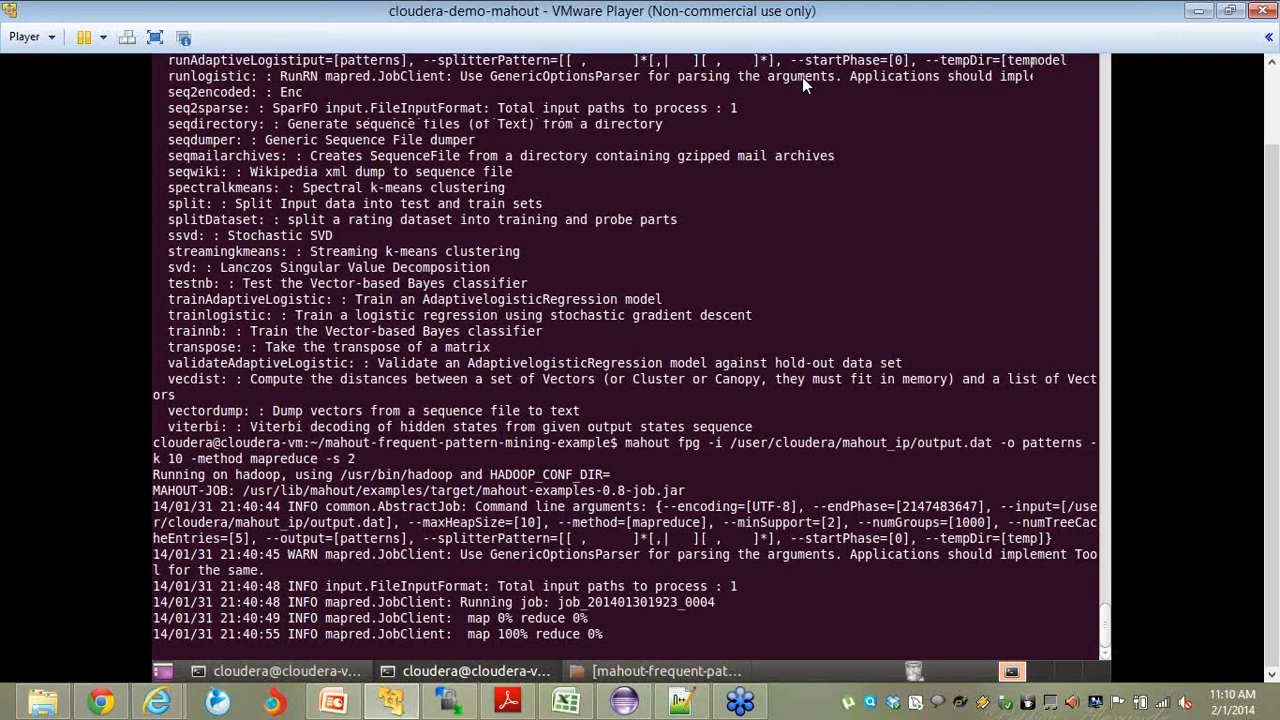 cloudera-demo-mahout - VMware Player (Non-commercial use only)
Player
runAdaptiveLogistiput=[patterns], --splitterPattern=[[ , ]*[,| ][ , ]*], --startPhase=[0], --tempDir=[tempmodel
runlogistic: : RunRN mapred.JobClient: Use GenericOptionsParser for parsing the arguments. Applications should imple
seq2encoded: : Enc
seq2sparse: : SparFO input.FileInputFormat: Total input paths to process : 1
seqdirectory: : Generate sequence files (of Text) from a directory
seqdumper: : Generic Sequence File dumper
seqmailarchives: : Creates SequenceFile from a directory containing gzipped mail archives
seqwiki: : Wikipedia xml dump to sequence file
spectralkmeans: : Spectral k-means clustering
split: : Split Input data into test and train sets
splitDataset: : split a rating dataset into training and probe parts
ssvd: : Stochastic SVD
streamingkmeans: : Streaming k-means clustering
svd: : Lanczos Singular Value Decomposition
testnb: : Test the Vector-based Bayes classifier
trainAdaptiveLogistic: : Train an AdaptivelogisticRegression model
trainlogistic: : Train a logistic regression using stochastic gradient descent
trainnb: : Train the Vector-based Bayes classifier
transpose: : Take the transpose of a matrix
validateAdaptiveLogistic: : Validate an AdaptivelogisticRegression model against hold-out data set
vecdist: : Compute the distances between a set of Vectors (or Cluster or Canopy, they must fit in memory) and a list of Vect
ors
vectordump: : Dump vectors from a sequence file to text
viterbi: : Viterbi decoding of hidden states from given output states sequence
cloudera@cloudera-vm:~/mahout-frequent-pattern-mining-example$ mahout fpg -i /user/cloudera/mahout_ip/output.dat -o patterns -
k 10 -method mapreduce -s 2
Running on hadoop, using /usr/bin/hadoop and HADOOP_CONF_DIR=
MAHOUT-JOB: /usr/lib/mahout/examples/target/mahout-examples-0.8-job.jar
14/01/31 21:40:44 INFO common.AbstractJob: Command line arguments: {--encoding=[UTF-8], --endPhase=[2147483647], --input=[/use
r/cloudera/mahout_ip/output.dat], --maxHeapSize=[10], --method=[mapreduce], --minSupport=[2], --numGroups=[1000], --numTreeCac
heEntries=[5], --output=[patterns], --splitterPattern=[[ , ]*[,| ][ , ]*], --startPhase=[0], --tempDir=[temp]}
14/01/31 21:40:45 WARN mapred.JobClient: Use GenericOptionsParser for parsing the arguments. Applications should implement Too
l for the same.
14/01/31 21:40:48 INFO input.FileInputFormat: Total input paths to process : 1
14/01/31 21:40:48 INFO mapred.JobClient: Running job: job_201401301923_0004
14/01/31 21:40:49 INFO mapred.JobClient:  map 0% reduce 0%
14/01/31 21:40:55 INFO mapred.JobClient:  map 100% reduce 0%
cloudera@cloudera-v... cloudera@cloudera-v... [mahout-frequent-pat...
11:10 AM
2/1/2014